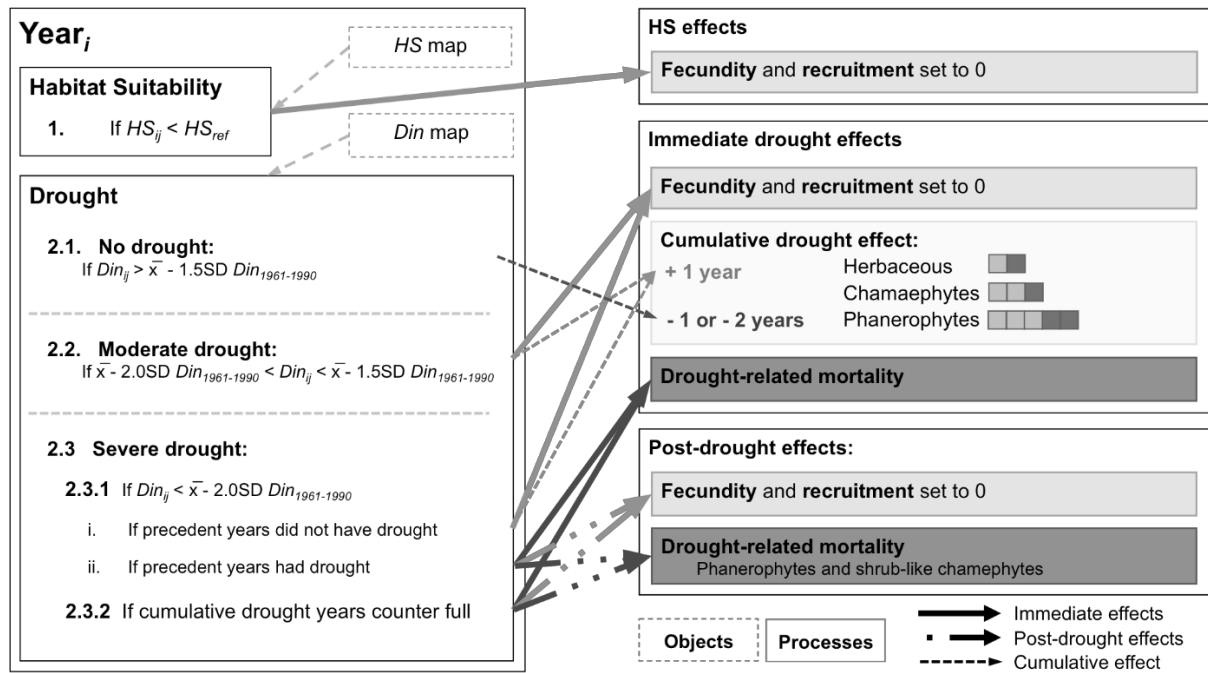 Year_i
HS map
Habitat Suitability
1. If HS_ij < HS_ref
Din map
Drought
2.1. No drought:
If Din_ij > x̅ - 1.5SD Din_1961-1990
2.2. Moderate drought:
If x̅ - 2.0SD Din_1961-1990 < Din_ij < x̅ - 1.5SD Din_1961-1990
2.3 Severe drought:
2.3.1 If Din_ij < x̅ - 2.0SD Din_1961-1990
i. If precedent years did not have drought
ii. If precedent years had drought
2.3.2 If cumulative drought years counter full
HS effects
Fecundity and recruitment set to 0
Immediate drought effects
Fecundity and recruitment set to 0
Cumulative drought effect:
+ 1 year
- 1 or - 2 years
Herbaceous
Chamaephytes
Phanerophytes
Drought-related mortality
Post-drought effects:
Fecundity and recruitment set to 0
Drought-related mortality
Phanerophytes and shrub-like chamephytes
Objects
Processes
Immediate effects
Post-drought effects
Cumulative effect